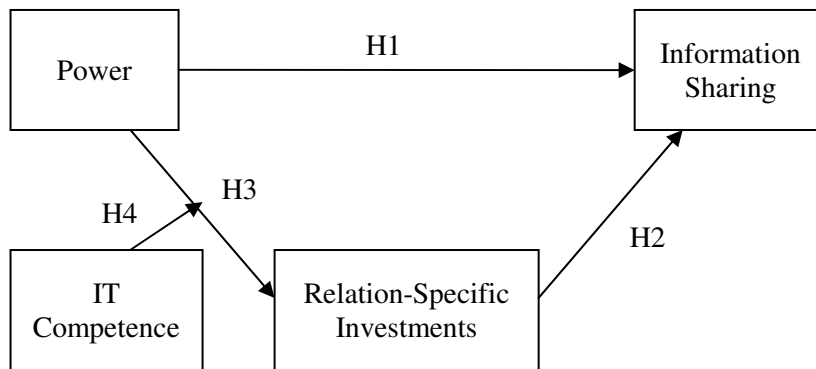 H1
Power
Information
Sharing
H3
H4
H2
IT
Competence
Relation-Specific
Investments